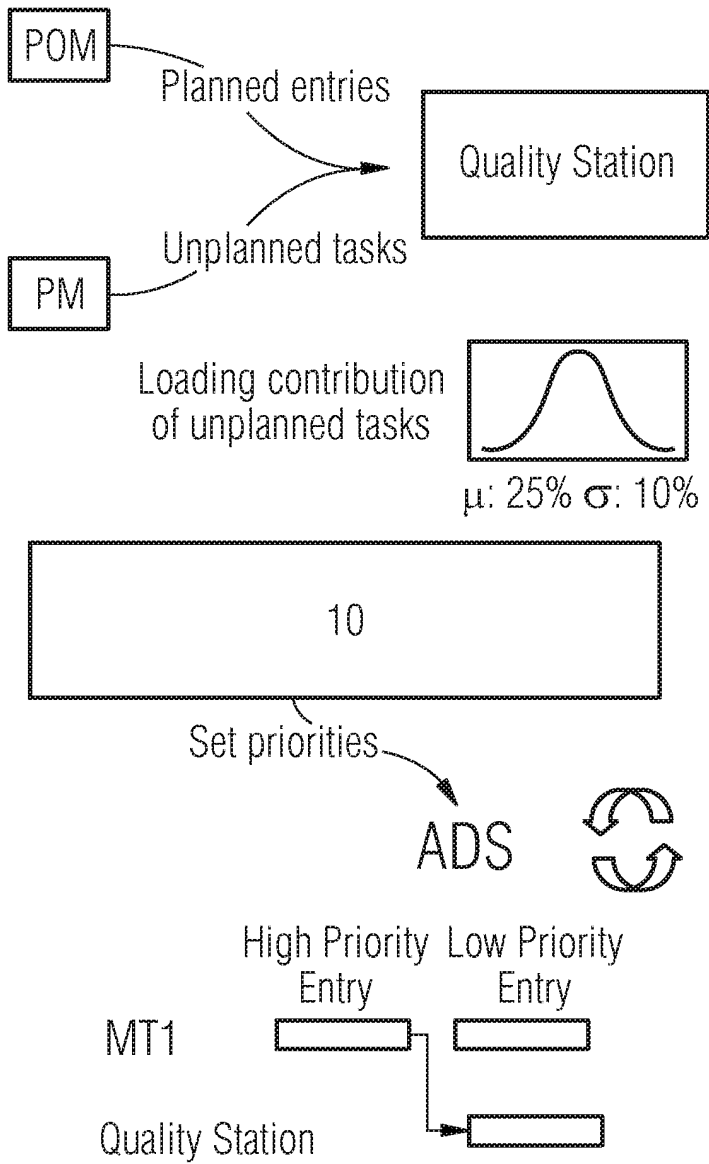 POM
Planned entries
Quality Station
Unplanned tasks
PM
Loading contribution
of unplanned tasks
μ: 25% σ: 10%
10
Set priorities
ADS
High Priority Low Priority
Entry Entry
MT1
Quality Station